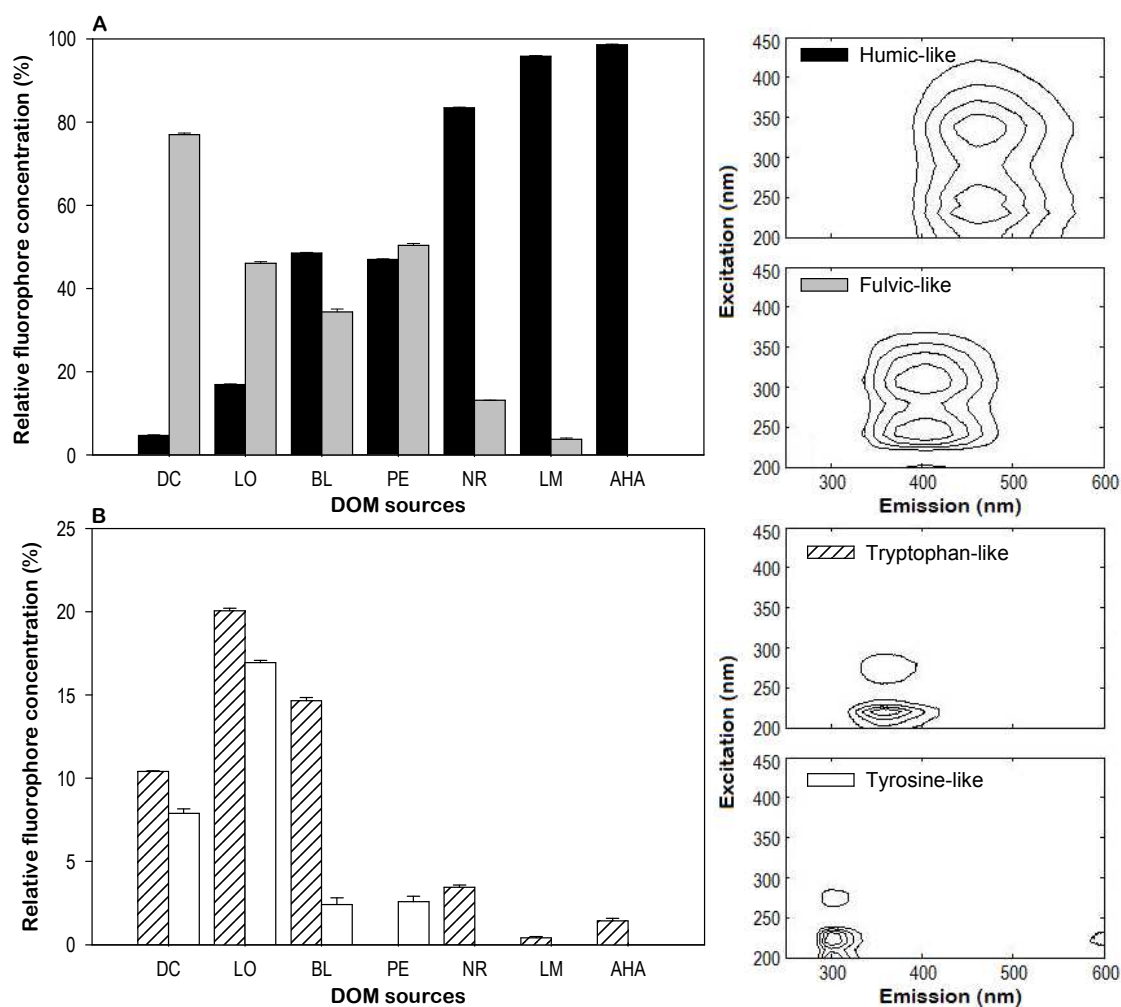 A
Relative fluorophore concentration (%)
100
80
60
40
20
0
DC LO BL PE NR LM AHA
DOM sources
B
Relative fluorophore concentration (%)
25
20
15
10
5
0
DC LO BL PE NR LM AHA
DOM sources
Excitation (nm)
450
400
350
300
250
200
Humic-like
450
400
350
300
250
200
Fulvic-like
300 400 500 600
Emission (nm)
Excitation (nm)
450
400
350
300
250
200
Tryptophan-like
450
400
350
300
250
200
Tyrosine-like
300 400 500 600
Emission (nm)